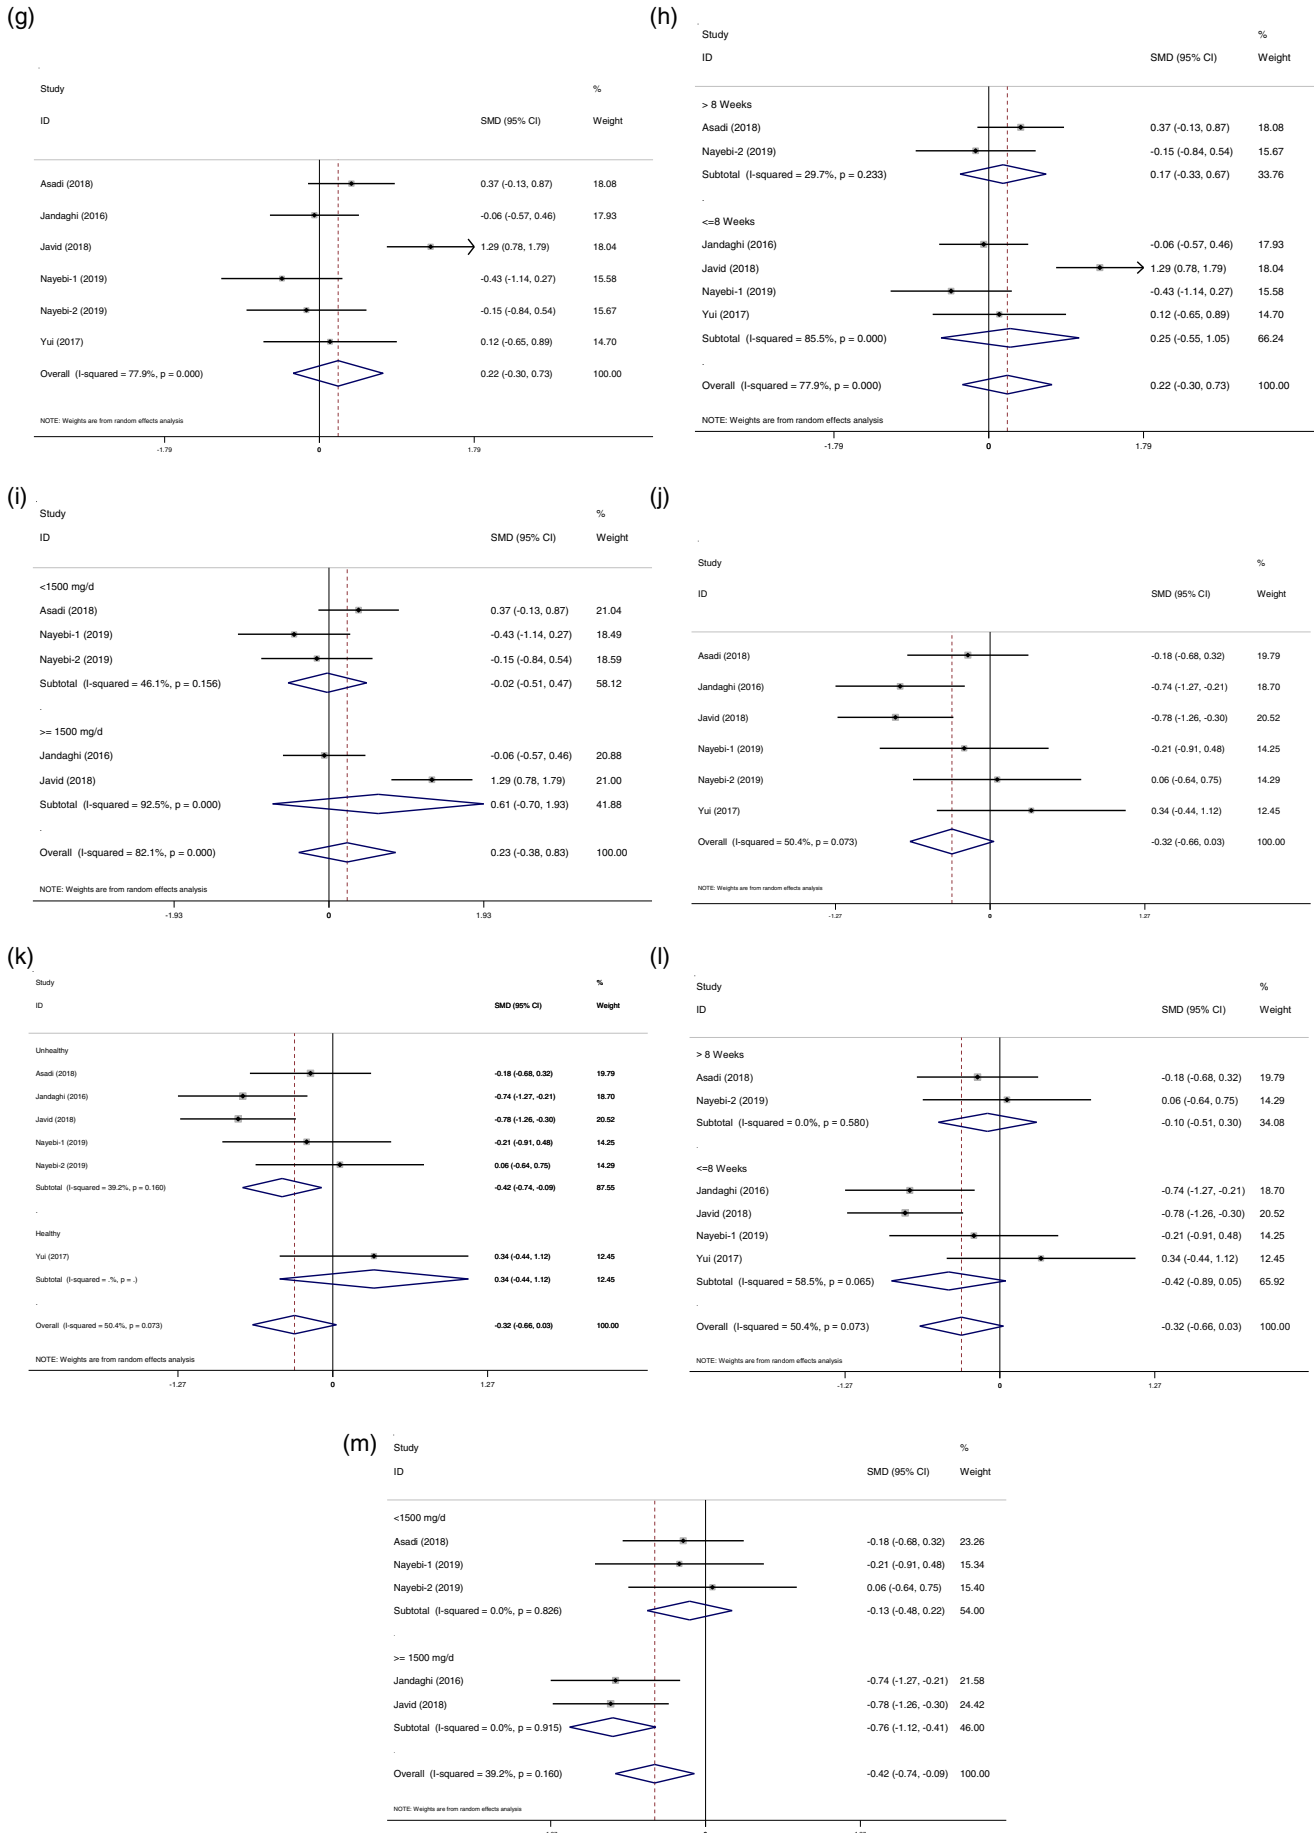 (g)
Study %
ID SMD (95% CI) Weight
Asadi (2018) 0.37 (-0.13, 0.87) 18.08
Jandaghi (2016) -0.06 (-0.57, 0.46) 17.93
Javid (2018) 1.29 (0.78, 1.79) 18.04
Nayebi-1 (2019) -0.43 (-1.14, 0.27) 15.58
Nayebi-2 (2019) -0.15 (-0.84, 0.54) 15.67
Yui (2017) 0.12 (-0.65, 0.89) 14.70
Overall (I-squared = 77.9%, p = 0.000) 0.22 (-0.30, 0.73) 100.00
NOTE: Weights are from random effects analysis
-1.79 0 1.79
(h)
Study %
ID SMD (95% CI) Weight
> 8 Weeks
Asadi (2018) 0.37 (-0.13, 0.87) 18.08
Nayebi-2 (2019) -0.15 (-0.84, 0.54) 15.67
Subtotal (I-squared = 29.7%, p = 0.233) 0.17 (-0.33, 0.67) 33.76
.
<=8 Weeks
Jandaghi (2016) -0.06 (-0.57, 0.46) 17.93
Javid (2018) 1.29 (0.78, 1.79) 18.04
Nayebi-1 (2019) -0.43 (-1.14, 0.27) 15.58
Yui (2017) 0.12 (-0.65, 0.89) 14.70
Subtotal (I-squared = 85.5%, p = 0.000) 0.25 (-0.55, 1.05) 66.24
.
Overall (I-squared = 77.9%, p = 0.000) 0.22 (-0.30, 0.73) 100.00
NOTE: Weights are from random effects analysis
-1.79 0 1.79
(i)
Study %
ID SMD (95% CI) Weight
<1500 mg/d
Asadi (2018) 0.37 (-0.13, 0.87) 21.04
Nayebi-1 (2019) -0.43 (-1.14, 0.27) 18.49
Nayebi-2 (2019) -0.15 (-0.84, 0.54) 18.59
Subtotal (I-squared = 46.1%, p = 0.156) -0.02 (-0.51, 0.47) 58.12
.
>= 1500 mg/d
Jandaghi (2016) -0.06 (-0.57, 0.46) 20.88
Javid (2018) 1.29 (0.78, 1.79) 21.00
Subtotal (I-squared = 92.5%, p = 0.000) 0.61 (-0.70, 1.93) 41.88
.
Overall (I-squared = 82.1%, p = 0.000) 0.23 (-0.38, 0.83) 100.00
NOTE: Weights are from random effects analysis
-1.93 0 1.93
(j)
Study %
ID SMD (95% CI) Weight
Asadi (2018) -0.18 (-0.68, 0.32) 19.79
Jandaghi (2016) -0.74 (-1.27, -0.21) 18.70
Javid (2018) -0.78 (-1.26, -0.30) 20.52
Nayebi-1 (2019) -0.21 (-0.91, 0.48) 14.25
Nayebi-2 (2019) 0.06 (-0.64, 0.75) 14.29
Yui (2017) 0.34 (-0.44, 1.12) 12.45
Overall (I-squared = 50.4%, p = 0.073) -0.32 (-0.66, 0.03) 100.00
NOTE: Weights are from random effects analysis
-1.27 0 1.27
(k)
Study %
ID SMD (95% CI) Weight
Unhealthy
Asadi (2018) -0.18 (-0.68, 0.32) 19.79
Jandaghi (2016) -0.74 (-1.27, -0.21) 18.70
Javid (2018) -0.78 (-1.26, -0.30) 20.52
Nayebi-1 (2019) -0.21 (-0.91, 0.48) 14.25
Nayebi-2 (2019) 0.06 (-0.64, 0.75) 14.29
Subtotal (I-squared = 39.2%, p = 0.160) -0.42 (-0.74, -0.09) 87.55
.
Healthy
Yui (2017) 0.34 (-0.44, 1.12) 12.45
Subtotal (I-squared = .%, p = .) 0.34 (-0.44, 1.12) 12.45
.
Overall (I-squared = 50.4%, p = 0.073) -0.32 (-0.66, 0.03) 100.00
NOTE: Weights are from random effects analysis
-1.27 0 1.27
(l)
Study %
ID SMD (95% CI) Weight
> 8 Weeks
Asadi (2018) -0.18 (-0.68, 0.32) 19.79
Nayebi-2 (2019) 0.06 (-0.64, 0.75) 14.29
Subtotal (I-squared = 0.0%, p = 0.580) -0.10 (-0.51, 0.30) 34.08
.
<=8 Weeks
Jandaghi (2016) -0.74 (-1.27, -0.21) 18.70
Javid (2018) -0.78 (-1.26, -0.30) 20.52
Nayebi-1 (2019) -0.21 (-0.91, 0.48) 14.25
Yui (2017) 0.34 (-0.44, 1.12) 12.45
Subtotal (I-squared = 58.5%, p = 0.065) -0.42 (-0.89, 0.05) 65.92
.
Overall (I-squared = 50.4%, p = 0.073) -0.32 (-0.66, 0.03) 100.00
NOTE: Weights are from random effects analysis
-1.27 0 1.27
(m)
Study %
ID SMD (95% CI) Weight
<1500 mg/d
Asadi (2018) -0.18 (-0.68, 0.32) 23.26
Nayebi-1 (2019) -0.21 (-0.91, 0.48) 15.34
Nayebi-2 (2019) 0.06 (-0.64, 0.75) 15.40
Subtotal (I-squared = 0.0%, p = 0.826) -0.13 (-0.48, 0.22) 54.00
.
>= 1500 mg/d
Jandaghi (2016) -0.74 (-1.27, -0.21) 21.58
Javid (2018) -0.78 (-1.26, -0.30) 24.42
Subtotal (I-squared = 0.0%, p = 0.915) -0.76 (-1.12, -0.41) 46.00
.
Overall (I-squared = 39.2%, p = 0.160) -0.42 (-0.74, -0.09) 100.00
NOTE: Weights are from random effects analysis